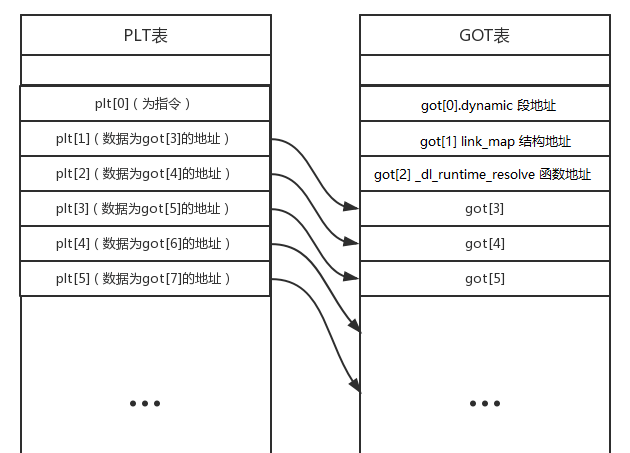 PLT表
plt[0]（为指令）
plt[1]（数据为got[3]的地址）
plt[2]（数据为got[4]的地址）
plt[3]（数据为got[5]的地址）
plt[4]（数据为got[6]的地址）
plt[5]（数据为got[7]的地址）
•••
GOT表
got[0].dynamic 段地址
got[1] link_map 结构地址
got[2] _dl_runtime_resolve 函数地址
got[3]
got[4]
got[5]
•••